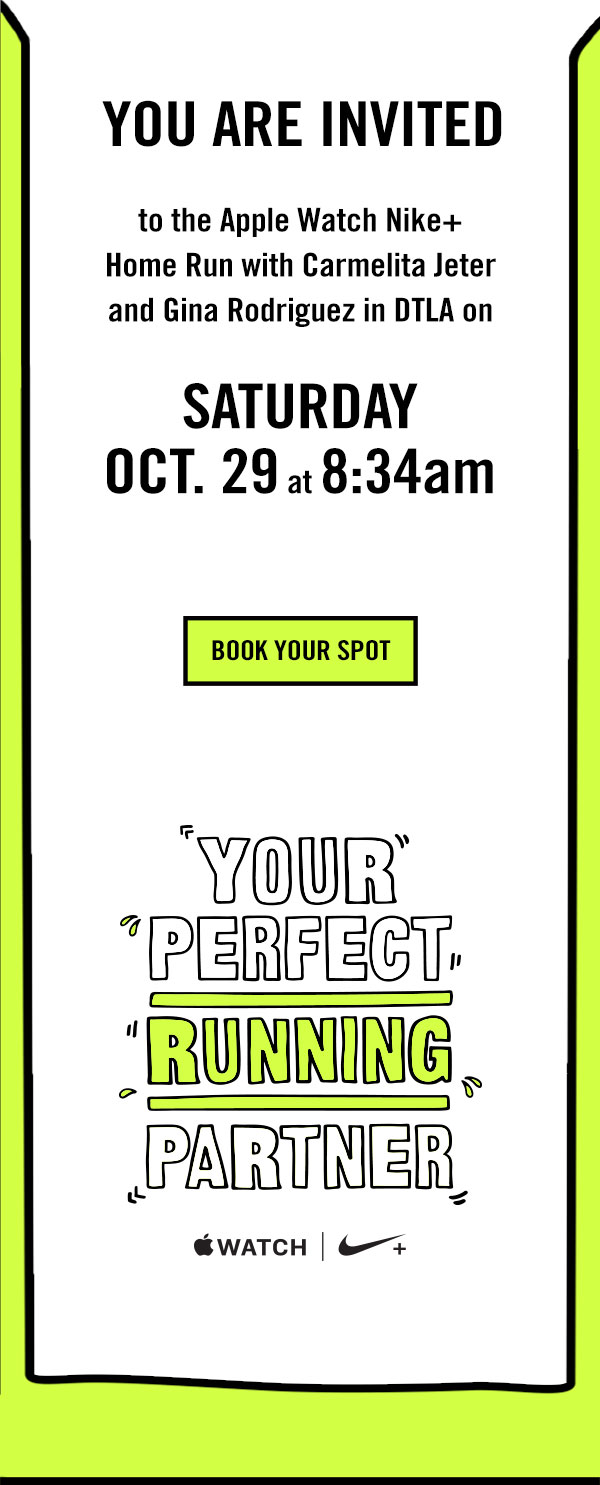 YOU ARE INVITED
to the Apple Watch Nike+
Home Run with Carmelita Jeter
and Gina Rodriguez in DTLA on
SATURDAY
OCT. 29 at 8:34am
BOOK YOUR SPOT
YOUR
PERFECT
RUNNING
PARTNER
WATCH | +